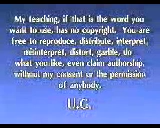 My teaching, if that is the word you
want to use, has no copyright. You are
free to reproduce, distribute, interpret,
misinterpret, distort, garble, do
what you like, even claim authorship,
without my consent or the permission
of anybody.
U.G.